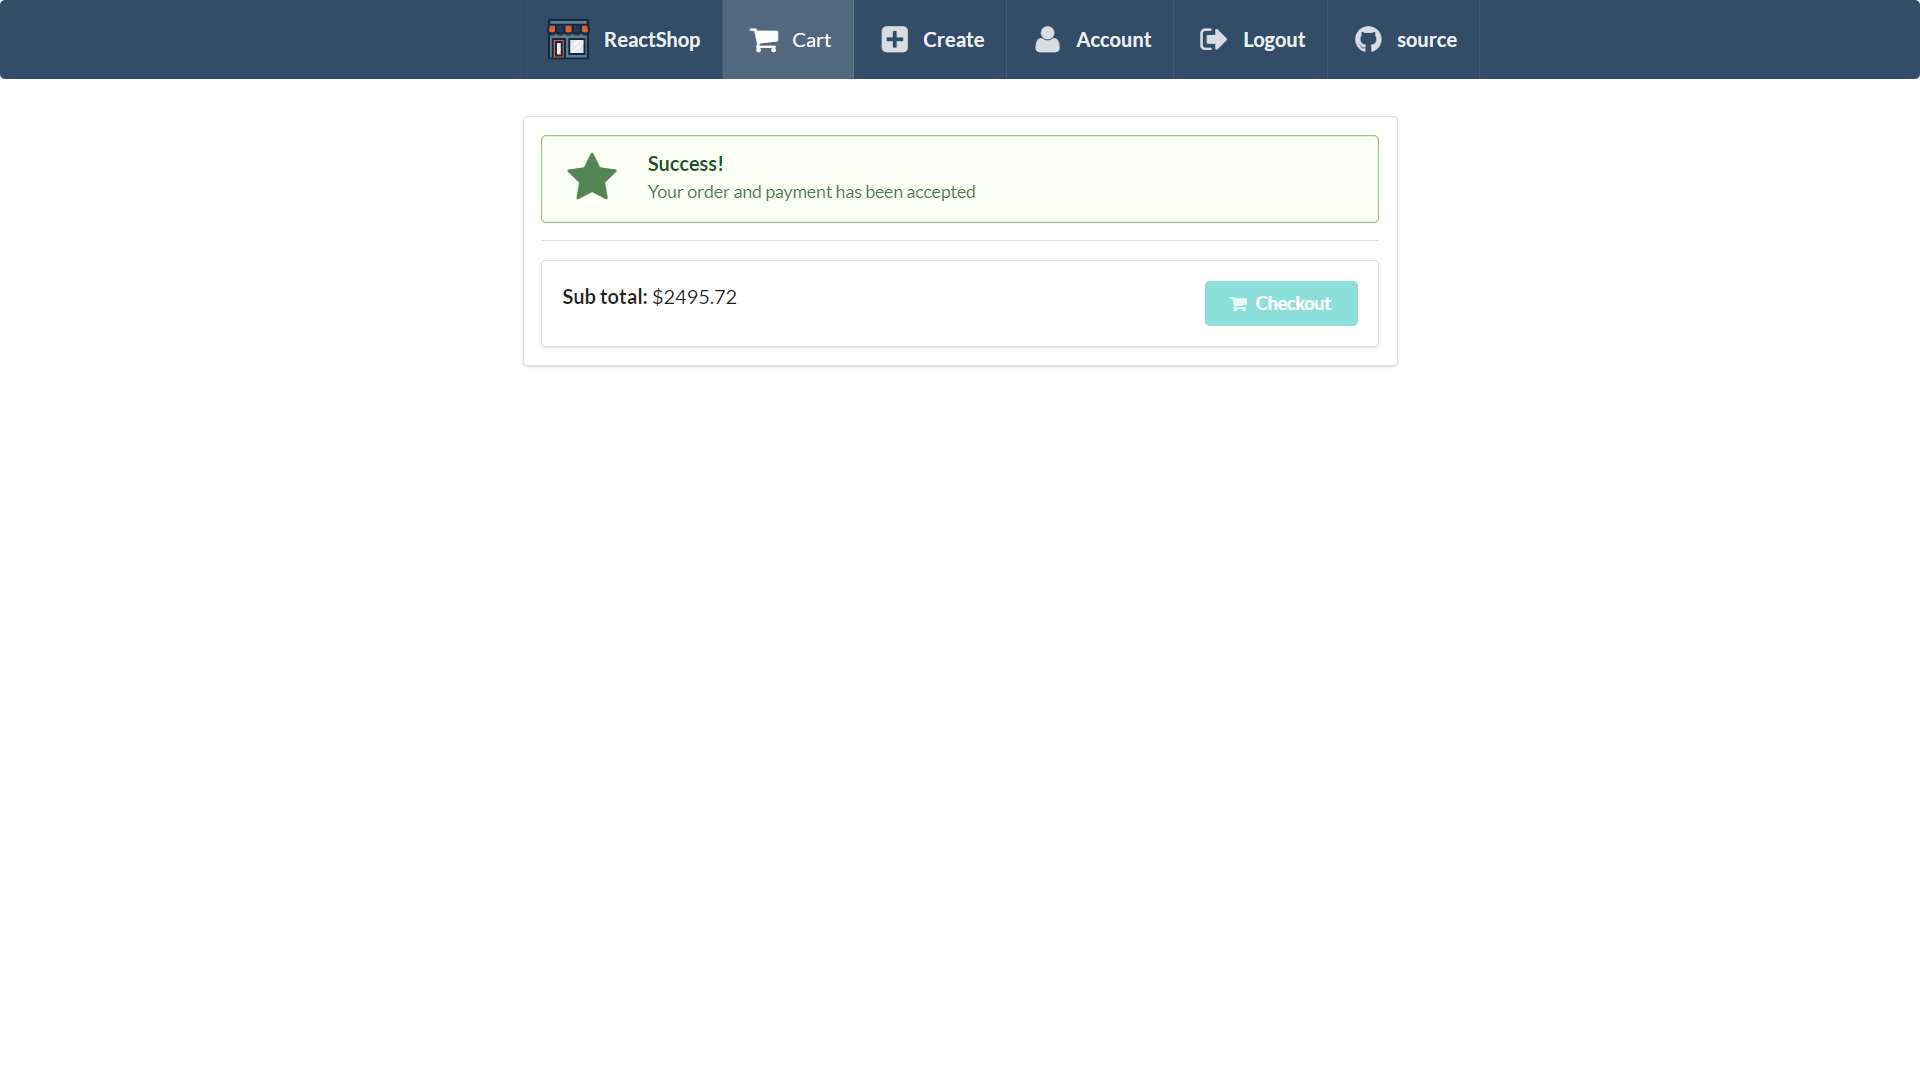 ReactShop Cart Create Account Logout source
Success!
Your order and payment has been accepted
Sub total: $2495.72
Checkout